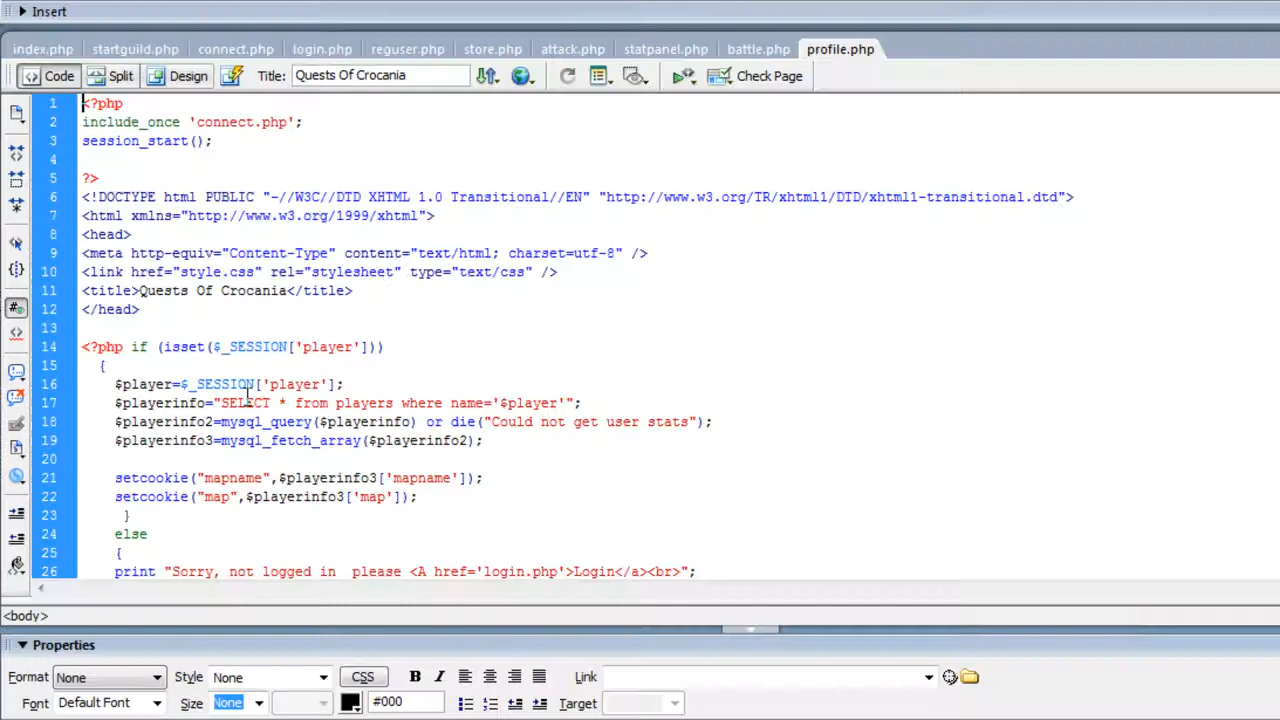 Insert
index.php startguild.php connect.php login.php reguser.php store.php attack.php statpanel.php battle.php profile.php
Code Split Design Title: Quests Of Crocania Check Page
1 <?php
2 include_once 'connect.php';
3 session_start();
4
5 ?>
6 <!DOCTYPE html PUBLIC "-//W3C//DTD XHTML 1.0 Transitional//EN" "http://www.w3.org/TR/xhtml1/DTD/xhtml1-transitional.dtd">
7 <html xmlns="http://www.w3.org/1999/xhtml">
8 <head>
9 <meta http-equiv="Content-Type" content="text/html; charset=utf-8" />
10 <link href="style.css" rel="stylesheet" type="text/css" />
11 <title>Quests Of Crocania</title>
12 </head>
13
14 <?php if (isset($_SESSION['player']))
15 {
16 $player=$_SESSION['player'];
17 $playerinfo="SELECT * from players where name='$player'";
18 $playerinfo2=mysql_query($playerinfo) or die("Could not get user stats");
19 $playerinfo3=mysql_fetch_array($playerinfo2);
20
21 setcookie("mapname",$playerinfo3['mapname']);
22 setcookie("map",$playerinfo3['map']);
23 }
24 else
25 {
26 print "Sorry, not logged in  please <A href='login.php'>Login</a><br>";
<body>
Properties
Format None Style None CSS B I Link
Font Default Font Size None #000 Target